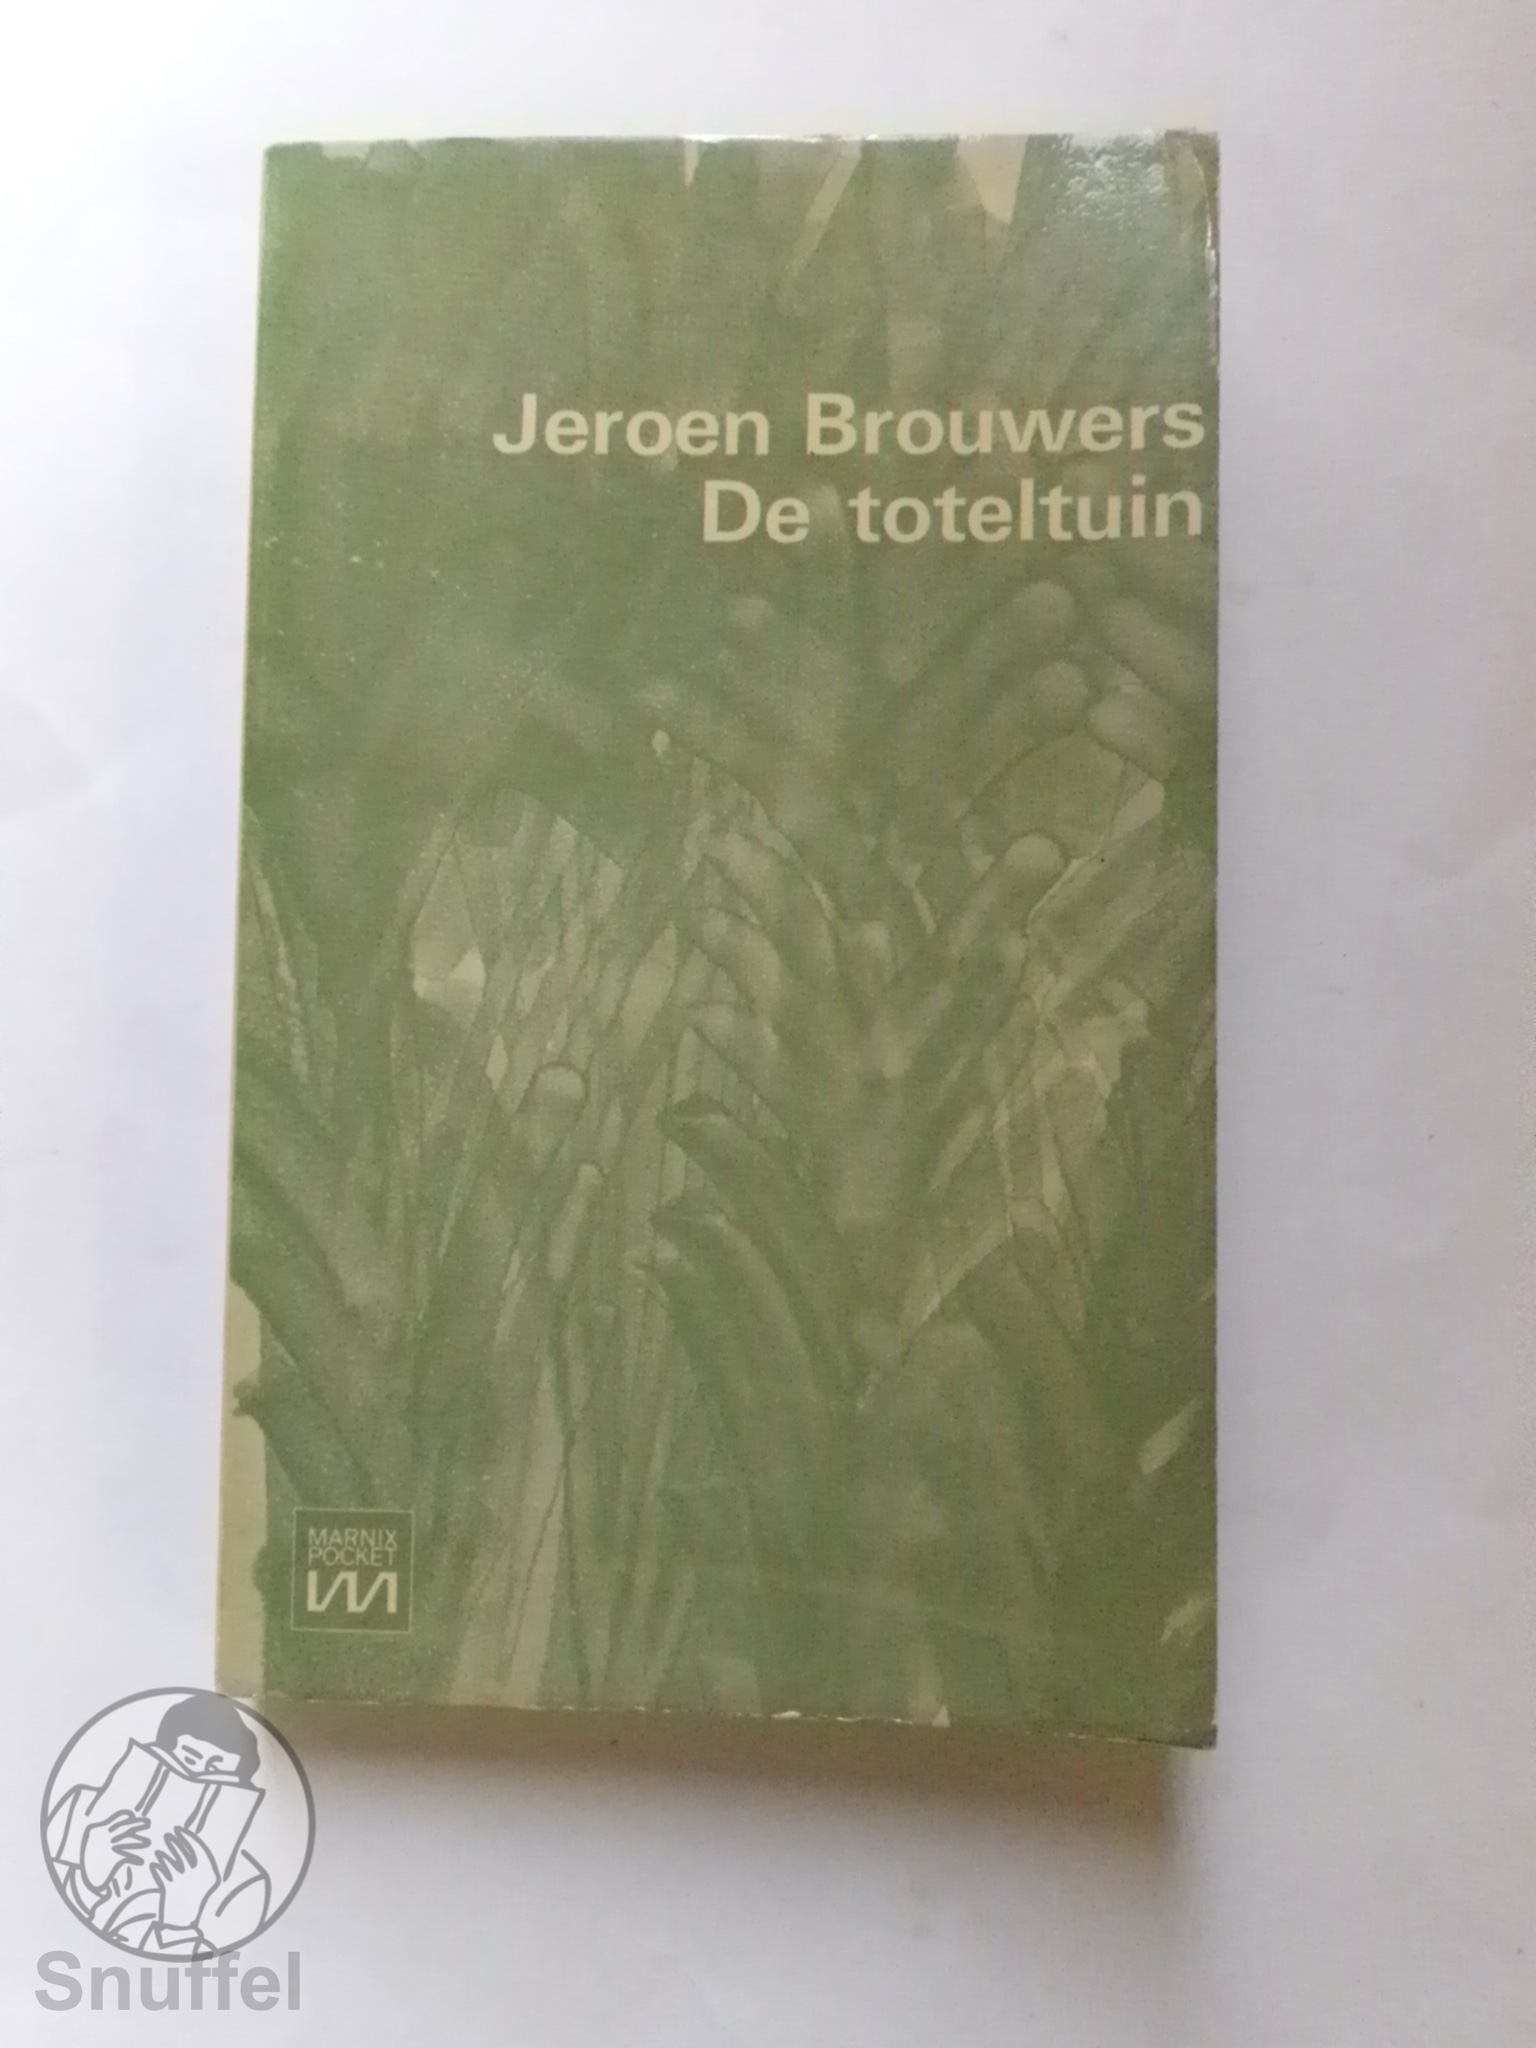 Jeroen Brouwers
De toteltuin
MARNIX
POCKET
Snuffel